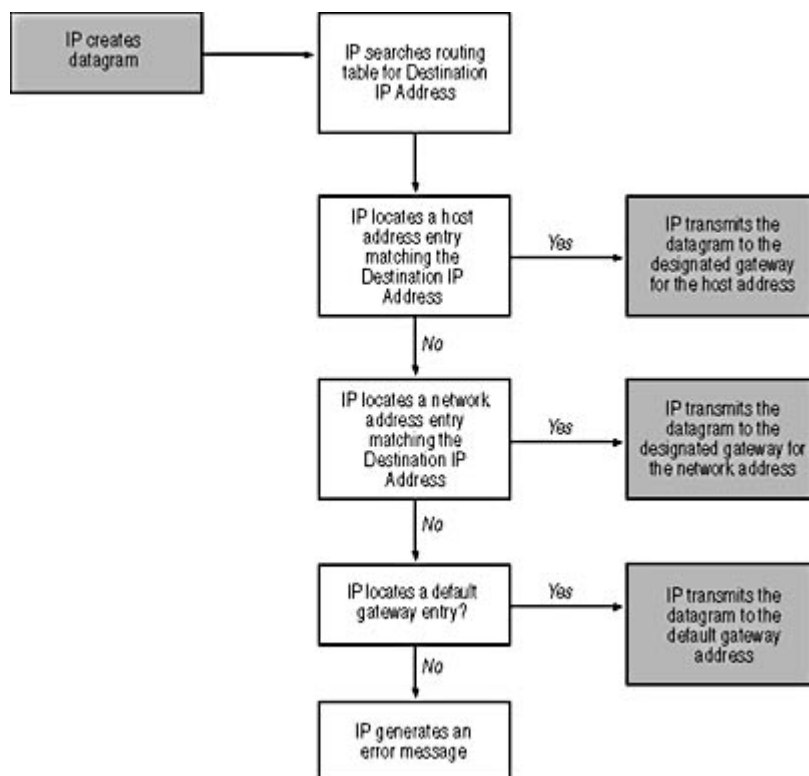 IP creates
datagram
IP searches routing
table for Destination
IP Address
IP locates a host
address entry
matching the
Destination IP
Address
Yes
IP transmits the
datagram to the
designated gateway
for the host address
No
IP locates a network
address entry
matching the
Destination IP
Address
Yes
IP transmits the
datagram to the
designated gateway for
the network address
No
IP locates a default
gateway entry?
Yes
IP transmits the
datagram to the
default gateway
address
No
IP generates an
error message